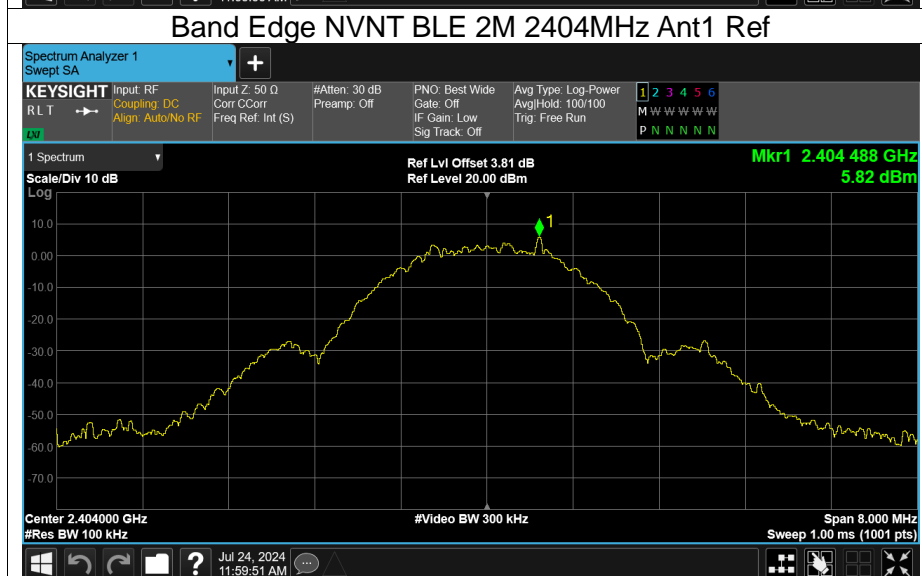 Band Edge NVNT BLE 2M 2404MHz Ant1 Ref
Spectrum Analyzer 1
Swept SA
+
KEYSIGHT
RLT
LXI
Input: RF
Coupling: DC
Align: Auto/No RF
Input Z: 50 Ω
Corr CCorr
Freq Ref: Int (S)
#Atten: 30 dB
Preamp: Off
PNO: Best Wide
Gate: Off
IF Gain: Low
Sig Track: Off
Avg Type: Log-Power
Avg|Hold: 100/100
Trig: Free Run
1 2 3 4 5 6
M W W W W W
P N N N N N
1 Spectrum
Scale/Div 10 dB
Ref Lvl Offset 3.81 dB
Ref Level 20.00 dBm
Mkr1 2.404 488 GHz
5.82 dBm
Log
10.0
0.00
-10.0
-20.0
-30.0
-40.0
-50.0
-60.0
-70.0
1
Center 2.404000 GHz
#Res BW 100 kHz
#Video BW 300 kHz
Span 8.000 MHz
Sweep 1.00 ms (1001 pts)
?
Jul 24, 2024
11:59:51 AM